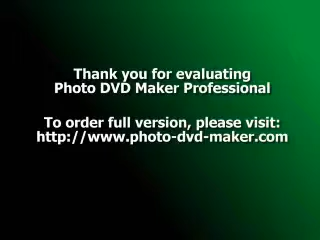 Thank you for evaluating
Photo DVD Maker Professional
To order full version, please visit:
http://www.photo-dvd-maker.com